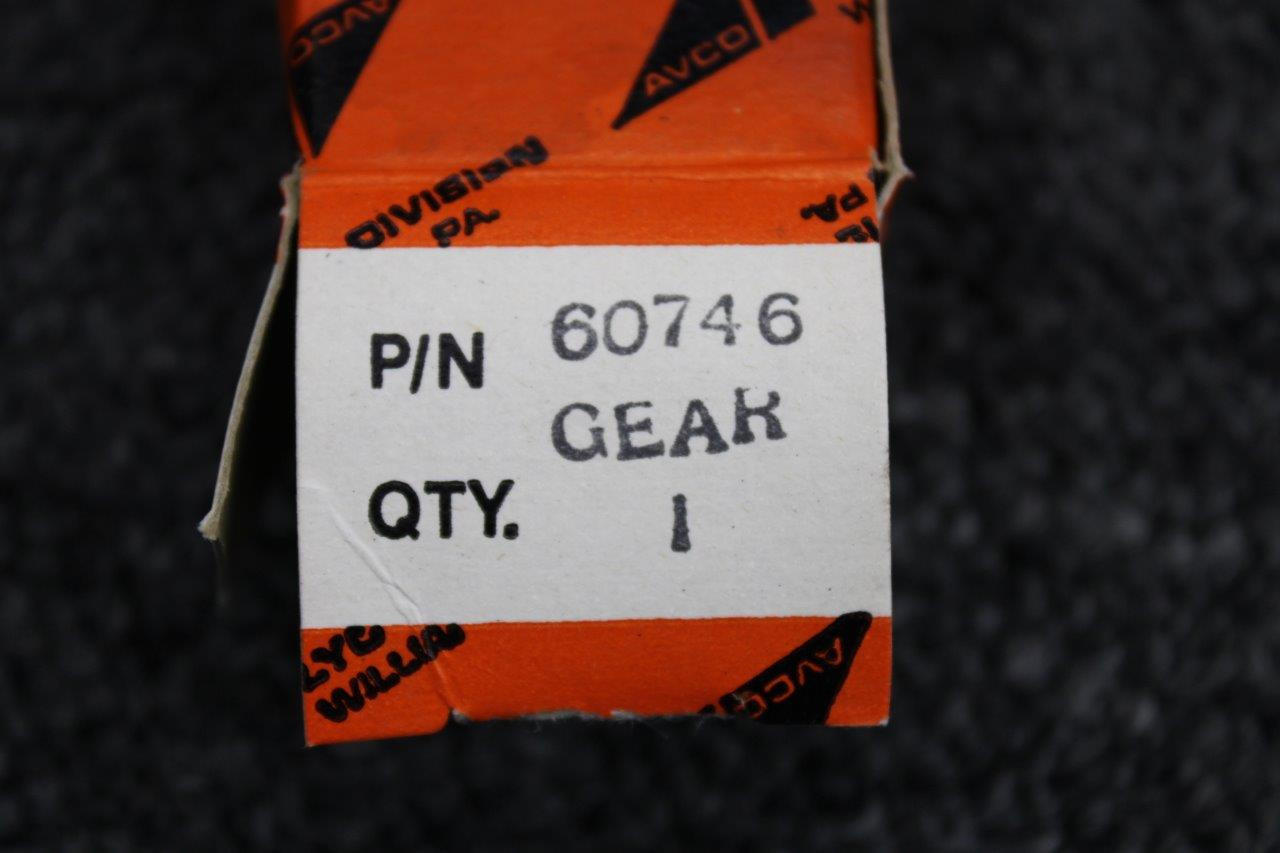 AVCO
AVCO
DIVISION
PA.
PA.
P/N 60746
GEAR
QTY. 1
LYC
WILLIA
AVCO